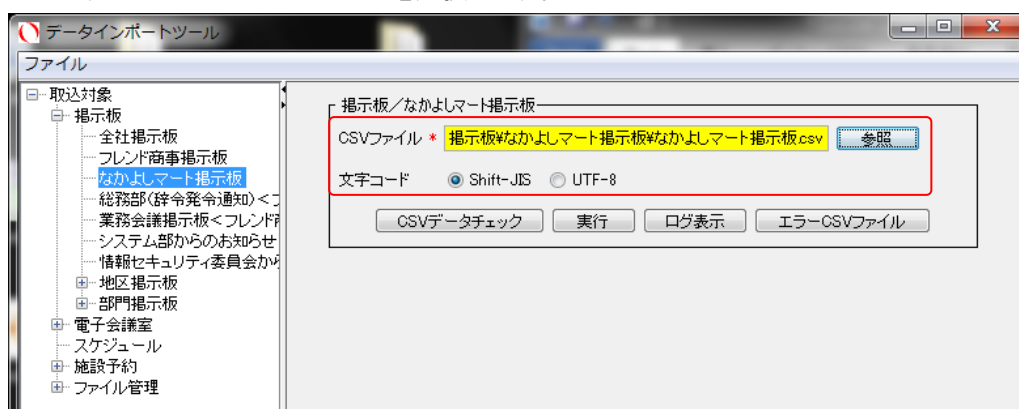 データインポートツール
ファイル
取込対象
掲示板
全社掲示板
フレンド商事掲示板
なかよしマート掲示板
総務部(辞令発令通知)<
業務会議掲示板<フレンド
システム部からのお知らせ
情報セキュリティ委員会か
地区掲示板
部門掲示板
電子会議室
スケジュール
施設予約
ファイル管理
掲示板／なかよしマート掲示板
CSVファイル * 掲示板¥なかよしマート掲示板¥なかよしマート掲示板.csv 参照
文字コード Shift-JIS UTF-8
CSVデータチェック 実行 ログ表示 エラーCSVファイル